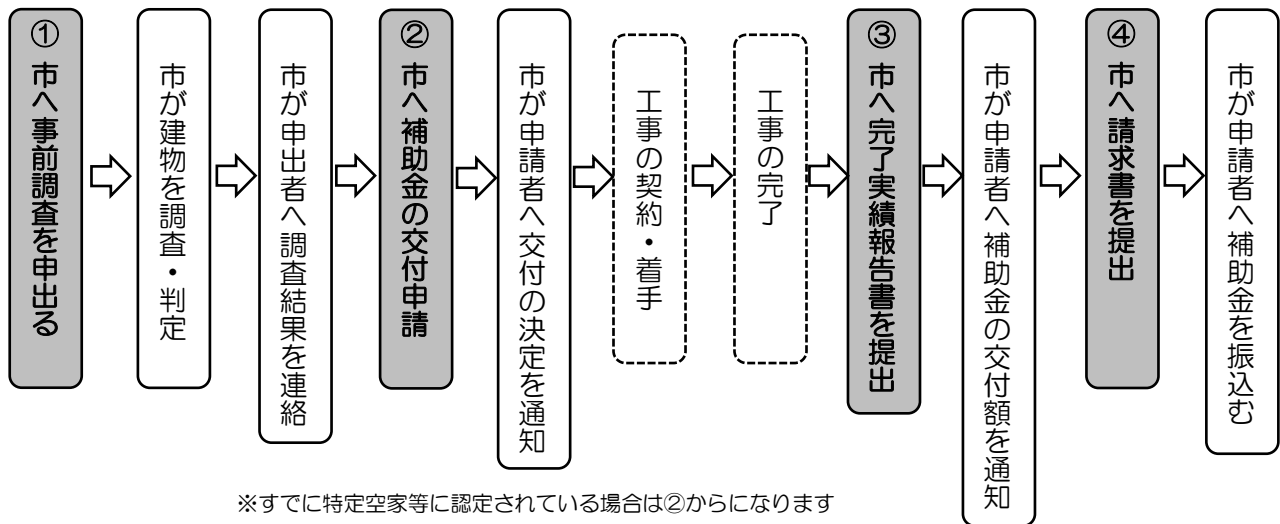 ① 市へ事前調査を申出る
市が建物を調査・判定
市が申出者へ調査結果を連絡
② 市へ補助金の交付申請
市が申請者へ交付の決定を通知
工事の契約・着手
工事の完了
③ 市へ完了実績報告書を提出
市が申請者へ補助金の交付額を通知
④ 市へ請求書を提出
市が申請者へ補助金を振込む
※すでに特定空家等に認定されている場合は②からになります